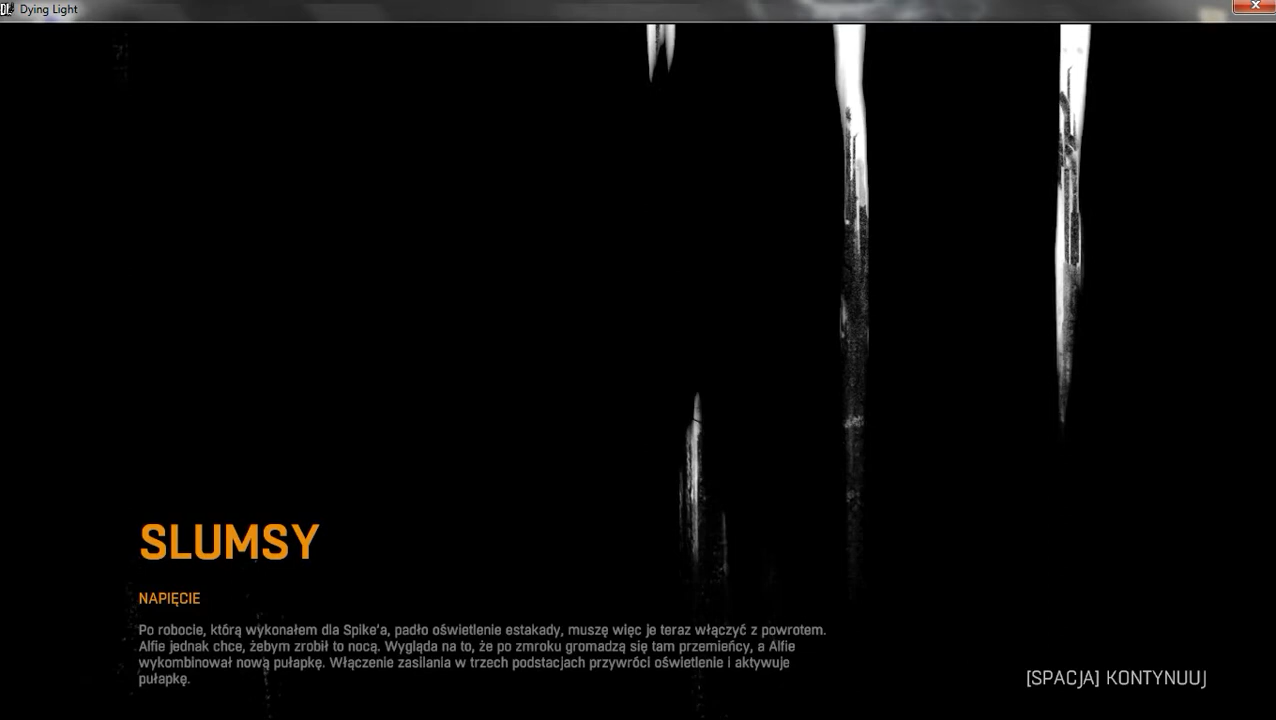 Dying Light
SLUMSY
NAPIĘCIE
Po robocie, którą wykonałem dla Spike'a, padło oświetlenie estakady, muszę więc je teraz włączyć z powrotem.
Alfie jednak chce, żebym zrobił to nocą. Wygląda na to, że po zmroku gromadzą się tam przemieńcy, a Alfie
wykombinował nową pułapkę. Włączenie zasilania w trzech podstacjach przywróci oświetlenie i aktywuje
pułapkę.
[SPACJA] KONTYNUUJ